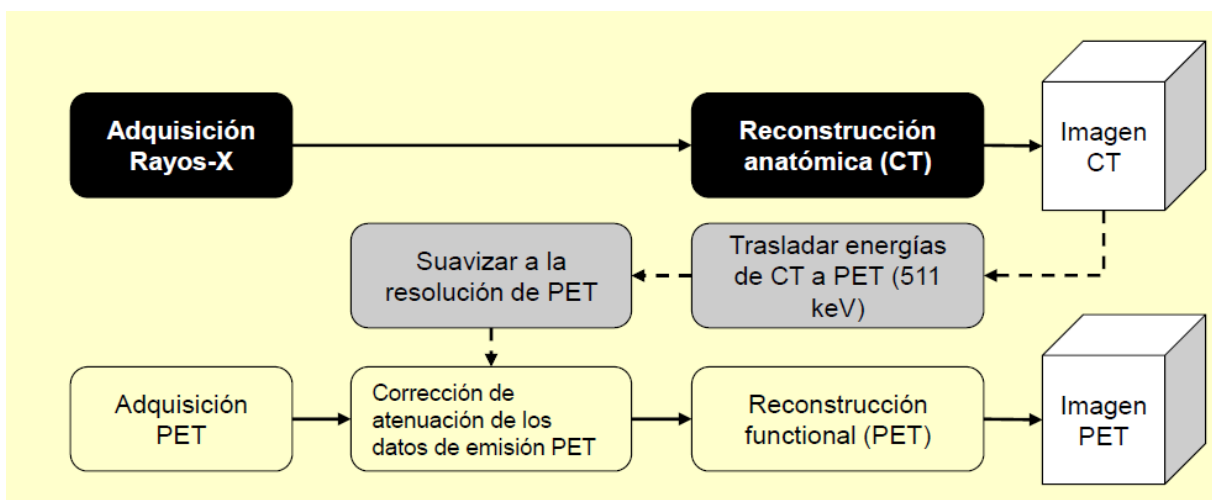 Adquisición
Rayos-X
Reconstrucción
anatómica (CT)
Imagen
CT
Suavizar a la
resolución de PET
Trasladar energías
de CT a PET (511
keV)
Adquisición
PET
Corrección de
atenuación de los
datos de emisión PET
Reconstrucción
functional (PET)
Imagen
PET